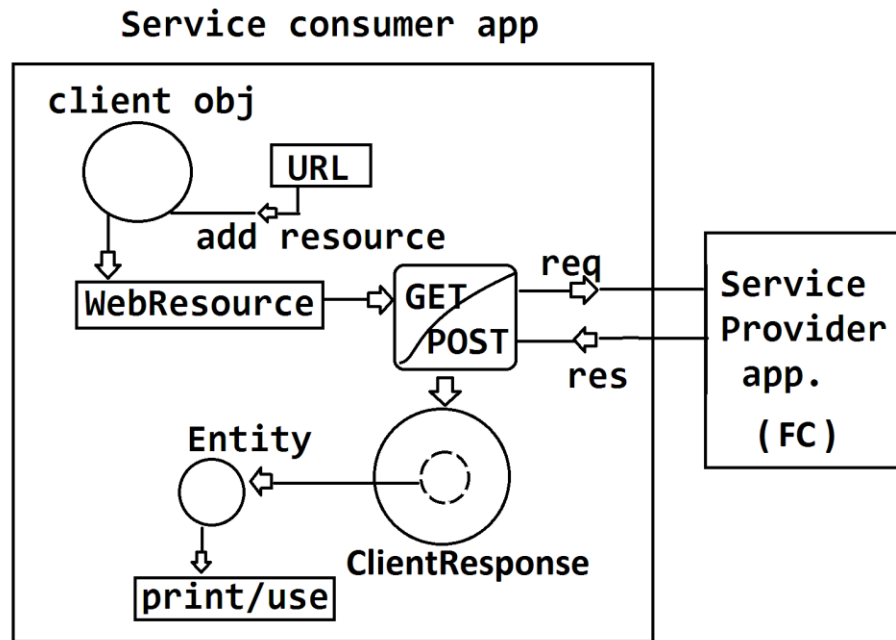 Service consumer app
client obj
URL
add resource
WebResource
GET
POST
req
res
Service
Provider
app.
(FC)
Entity
ClientResponse
print/use